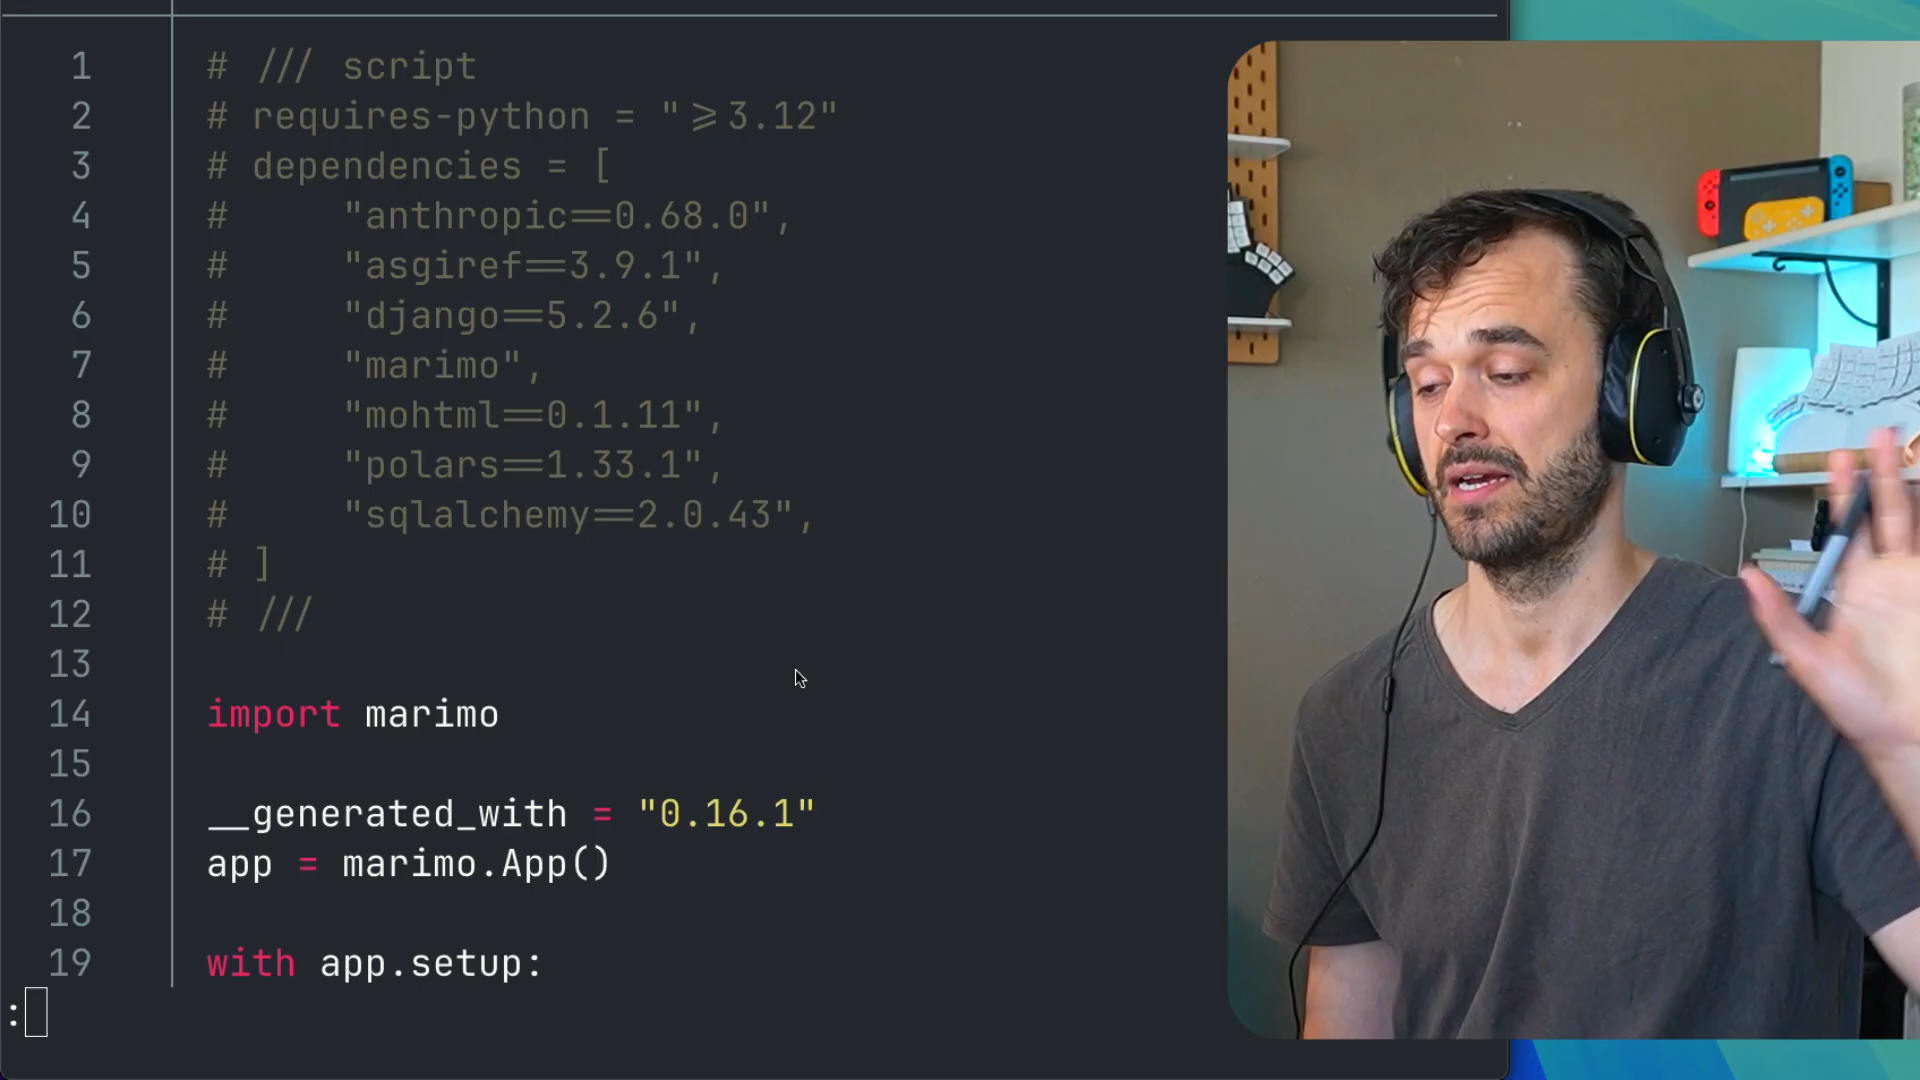 1 # /// script
2 # requires-python = ">=3.12"
3 # dependencies = [
4 #     "anthropic==0.68.0",
5 #     "asgiref==3.9.1",
6 #     "django==5.2.6",
7 #     "marimo",
8 #     "mohtml==0.1.11",
9 #     "polars==1.33.1",
10 #     "sqlalchemy==2.0.43",
11 # ]
12 # ///
13
14 import marimo
15
16 __generated_with = "0.16.1"
17 app = marimo.App()
18
19 with app.setup:
: